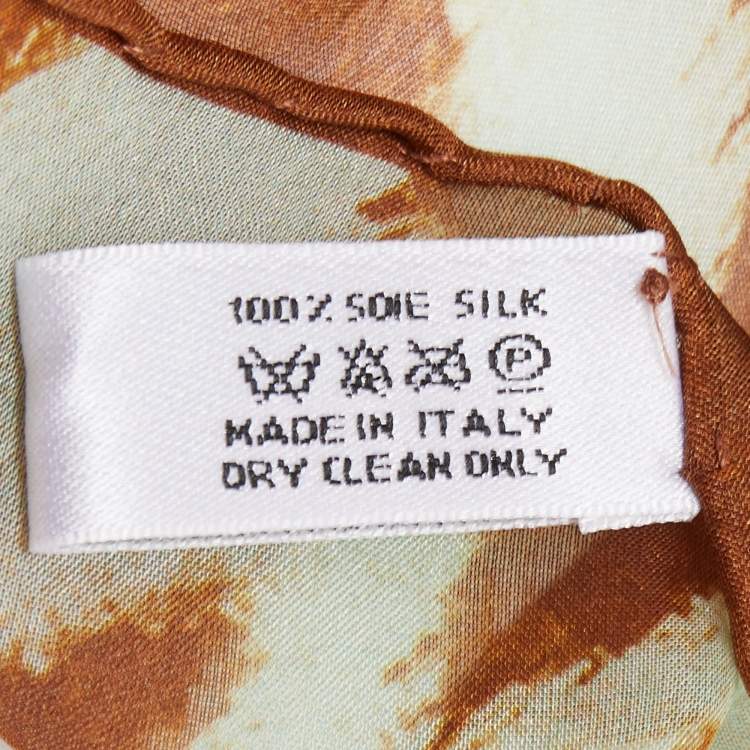 100% SOIE SILK
P
MADE IN ITALY
DRY CLEAN ONLY